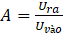 A = U_ra / U_vào